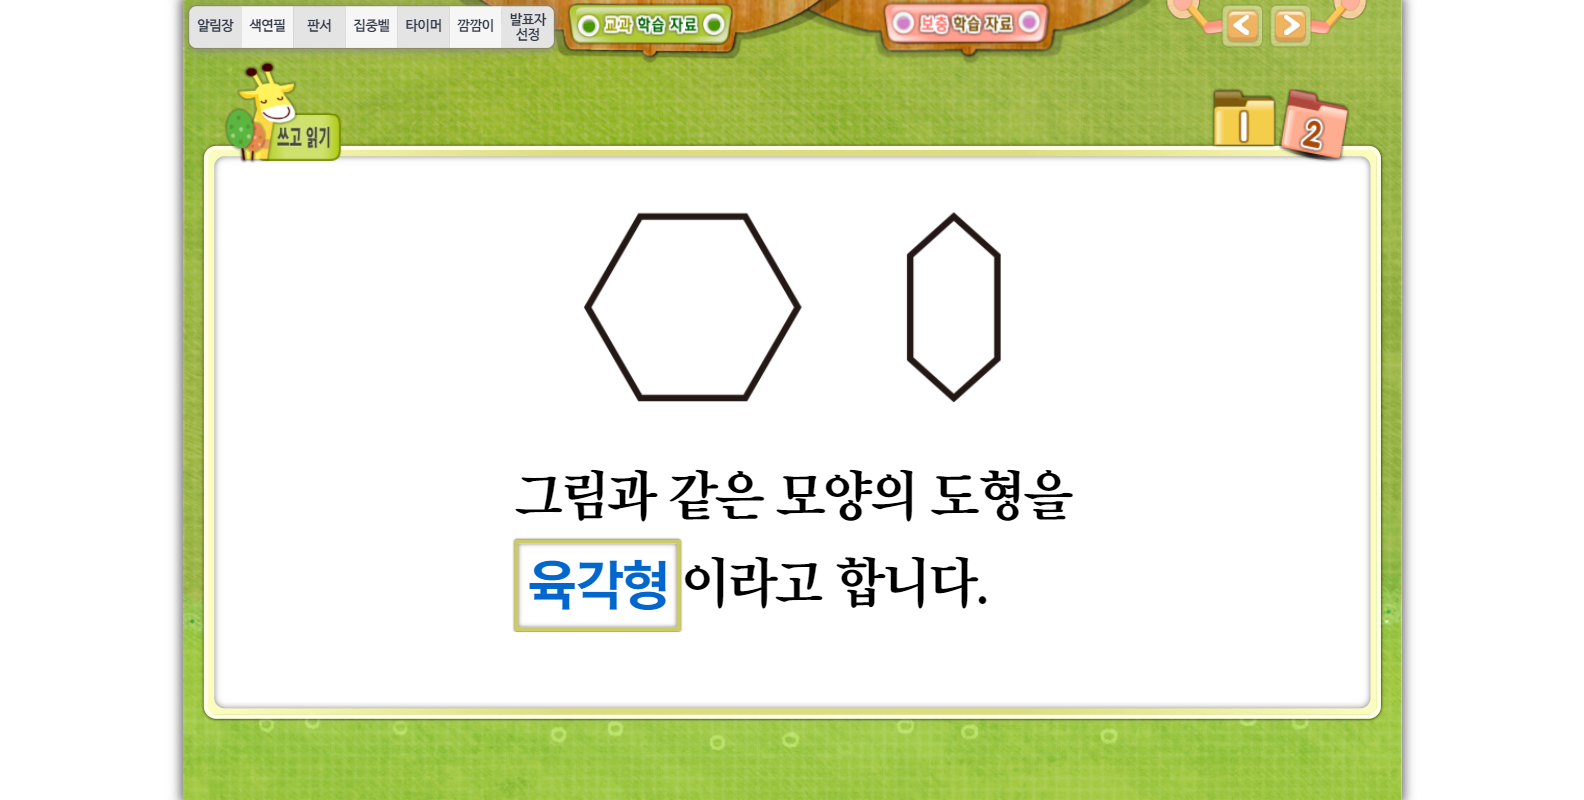 알림장 색연필 판서 집중벨 타이머 깜깜이 발표자 선정
교과 학습 자료
보충 학습 자료
쓰고 읽기
1
2
그림과 같은 모양의 도형을
육각형이라고 합니다.